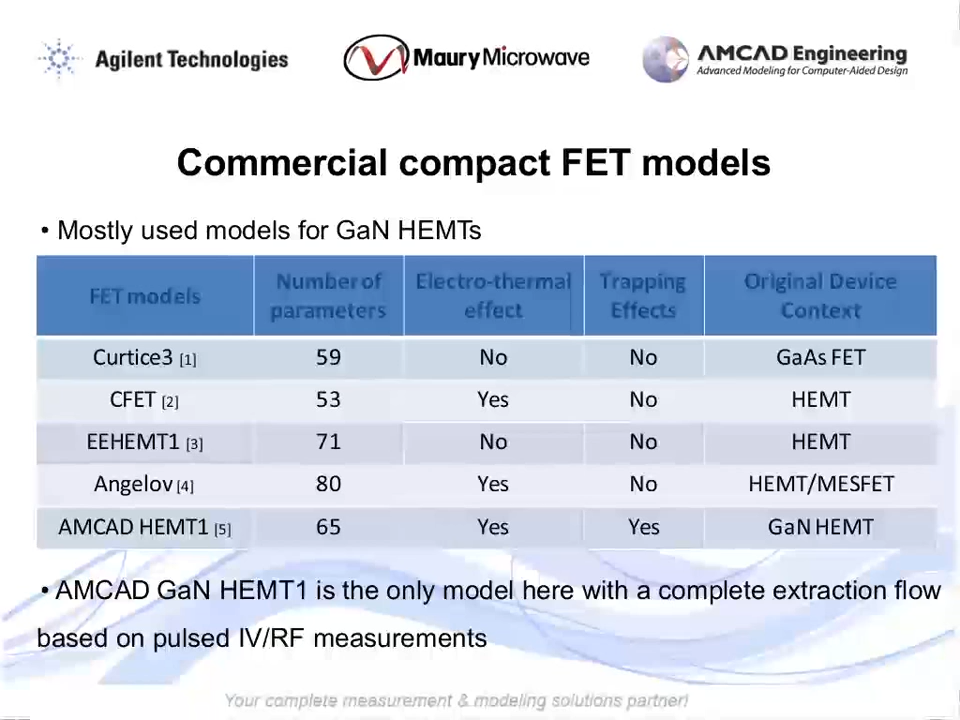 Agilent Technologies
Maury Microwave
AMCAD Engineering
Advanced Modeling for Computer-Aided Design
Commercial compact FET models
• Mostly used models for GaN HEMTs
FET models Number of parameters Electro-thermal effect Trapping Effects Original Device Context
Curtice3 [1] 59 No No GaAs FET
CFET [2] 53 Yes No HEMT
EEHEMT1 [3] 71 No No HEMT
Angelov [4] 80 Yes No HEMT/MESFET
AMCAD HEMT1 [5] 65 Yes Yes GaN HEMT
• AMCAD GaN HEMT1 is the only model here with a complete extraction flow
based on pulsed IV/RF measurements
Your complete measurement & modeling solutions partner!